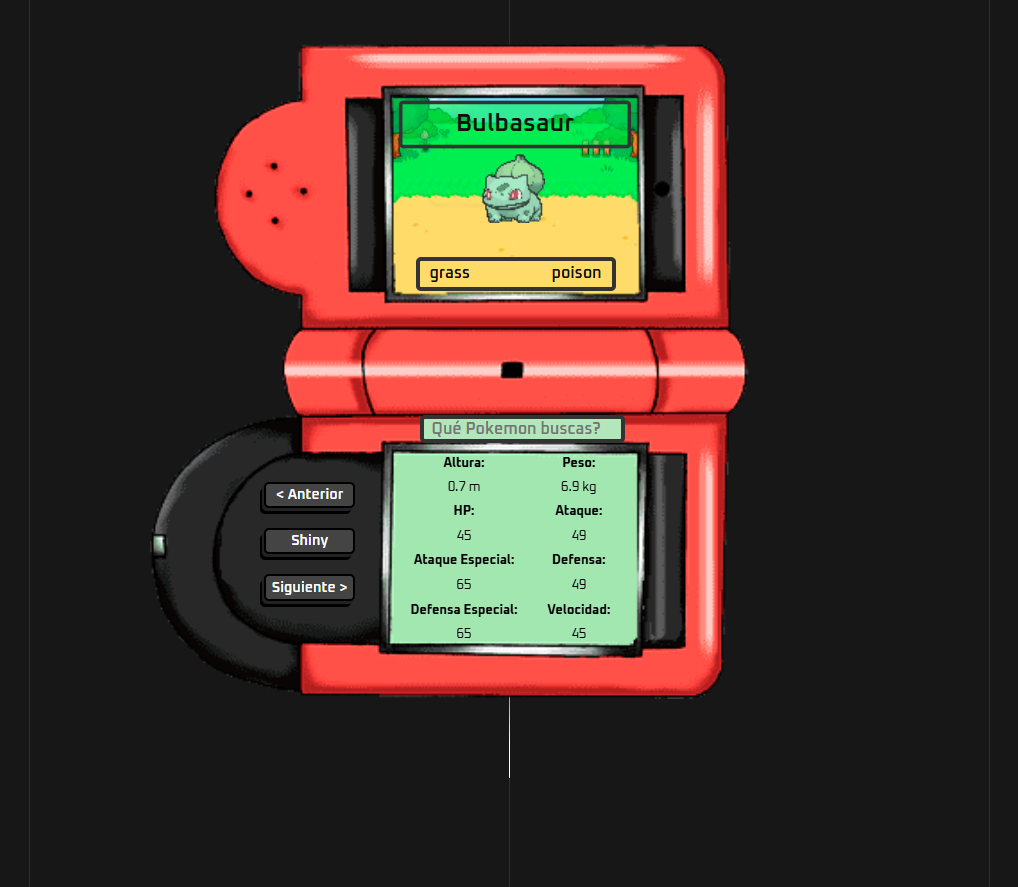 Bulbasaur
grass poison
Qué Pokemon buscas?
Altura: Peso:
0.7 m 6.9 kg
HP: Ataque:
45 49
Ataque Especial: Defensa:
65 49
Defensa Especial: Velocidad:
65 45
< Anterior
Shiny
Siguiente >